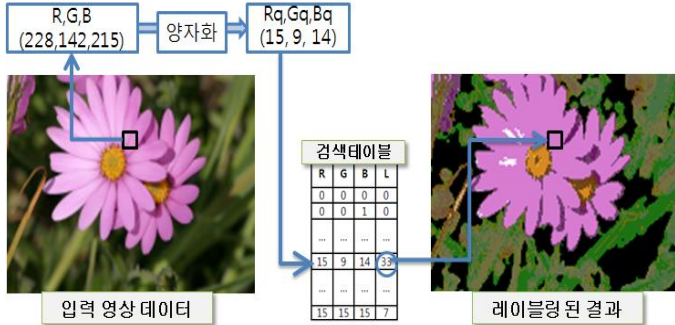 R,G,B
(228,142,215)
양자화
Rq,Gq,Bq
(15, 9, 14)
검색테이블
R G B L
0 0 0 0
0 0 1 0
... ... ... ...
15 9 14 33
... ... ... ...
15 15 15 7
입력 영상 데이터
레이블링 된 결과